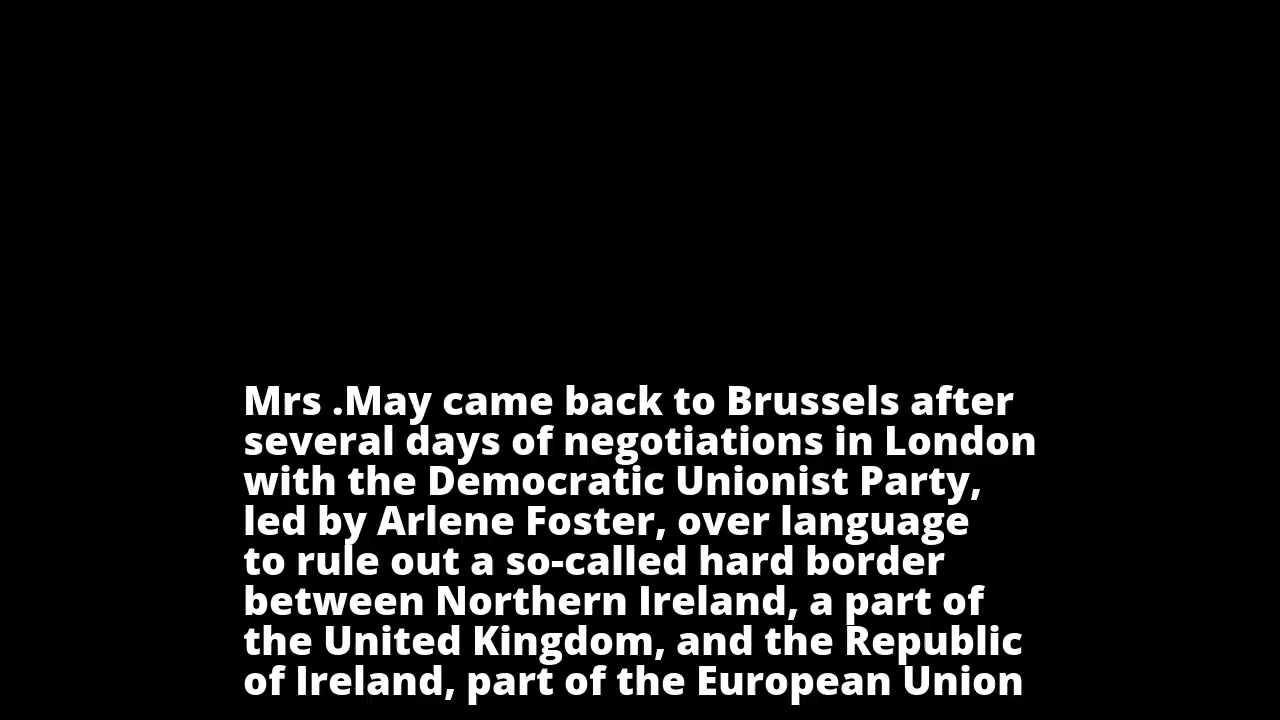 Mrs .May came back to Brussels after
several days of negotiations in London
with the Democratic Unionist Party,
led by Arlene Foster, over language
to rule out a so-called hard border
between Northern Ireland, a part of
the United Kingdom, and the Republic
of Ireland, part of the European Union